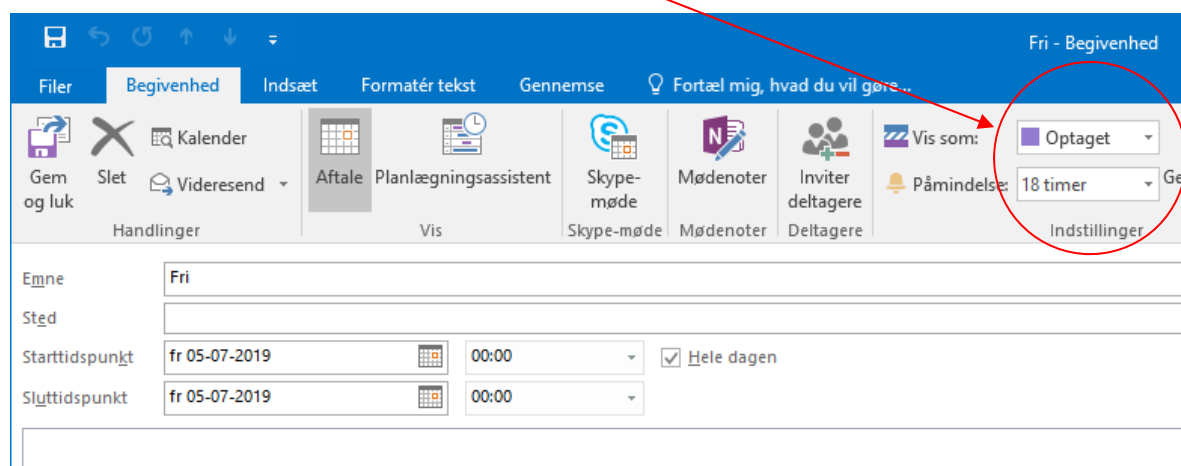 Fri - Begivenhed
Filer Begivenhed Indsæt Formatér tekst Gennemse Fortæl mig, hvad du vil gøre...
Kalender Vis som: Optaget
Gem og luk Slet Videresend Aftale Planlægningsassistent Skype-møde Mødenoter Inviter deltagere Påmindelse: 18 timer Ge
Handlinger Vis Skype-møde Mødenoter Deltagere Indstillinger
Emne Fri
Sted
Starttidspunkt fr 05-07-2019 00:00 Hele dagen
Sluttidspunkt fr 05-07-2019 00:00